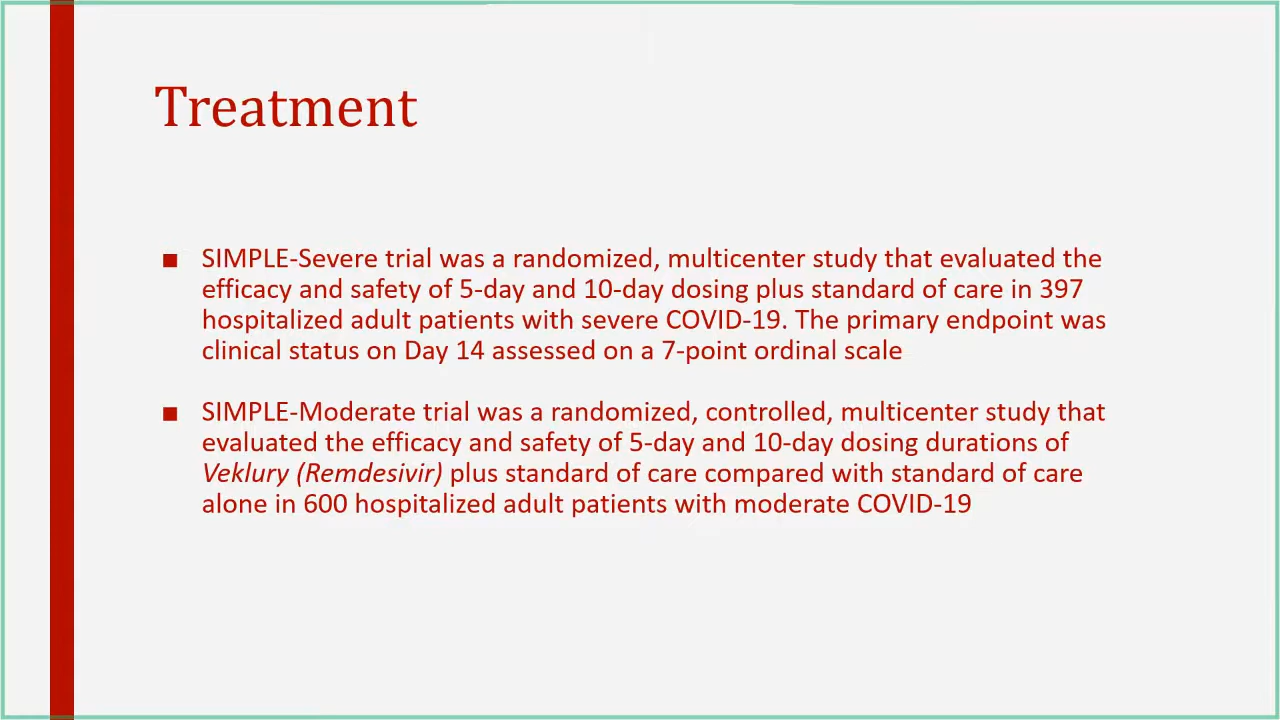 Treatment
SIMPLE-Severe trial was a randomized, multicenter study that evaluated the
efficacy and safety of 5-day and 10-day dosing plus standard of care in 397
hospitalized adult patients with severe COVID-19. The primary endpoint was
clinical status on Day 14 assessed on a 7-point ordinal scale
SIMPLE-Moderate trial was a randomized, controlled, multicenter study that
evaluated the efficacy and safety of 5-day and 10-day dosing durations of
Veklury (Remdesivir) plus standard of care compared with standard of care
alone in 600 hospitalized adult patients with moderate COVID-19